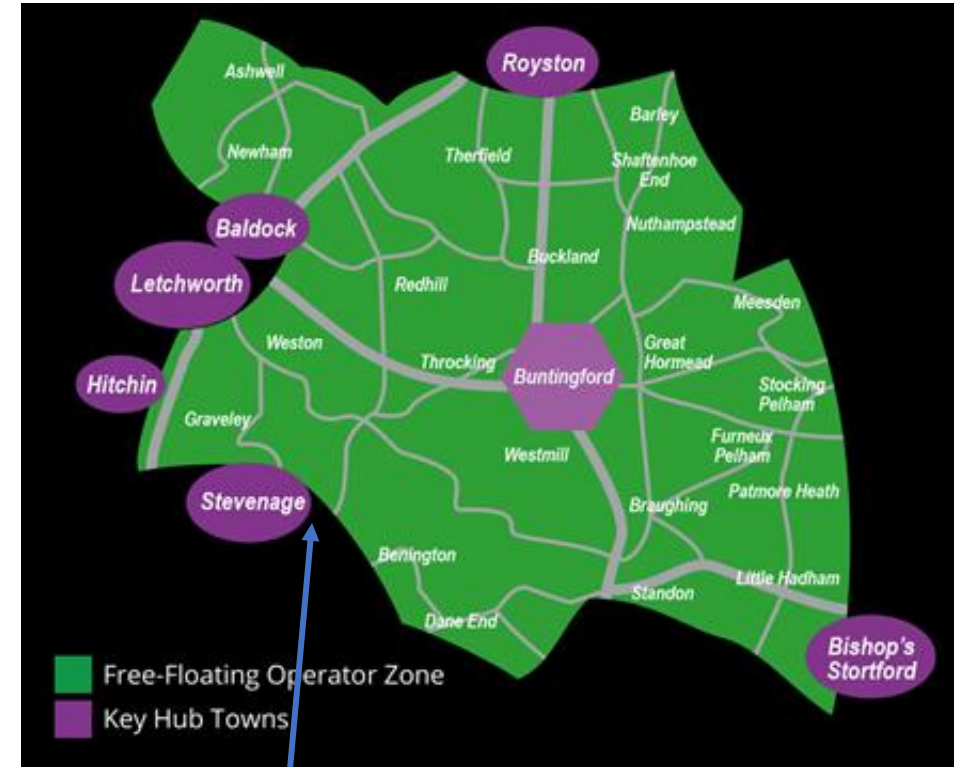 Royston
Ashwell
Barley
Newham
Therfield
Shaftenhoe
End
Baldock
Nuthampstead
Buckland
Letchworth
Redhill
Meesden
Weston
Great
Hormead
Throcking
Buntingford
Hitchin
Stocking
Pelham
Graveley
Furneux
Pelham
Westmill
Patmore Heath
Stevenage
Braughing
Benington
Little Hadham
Standon
Dane End
Bishop's
Stortford
Free-Floating Operator Zone
Key Hub Towns